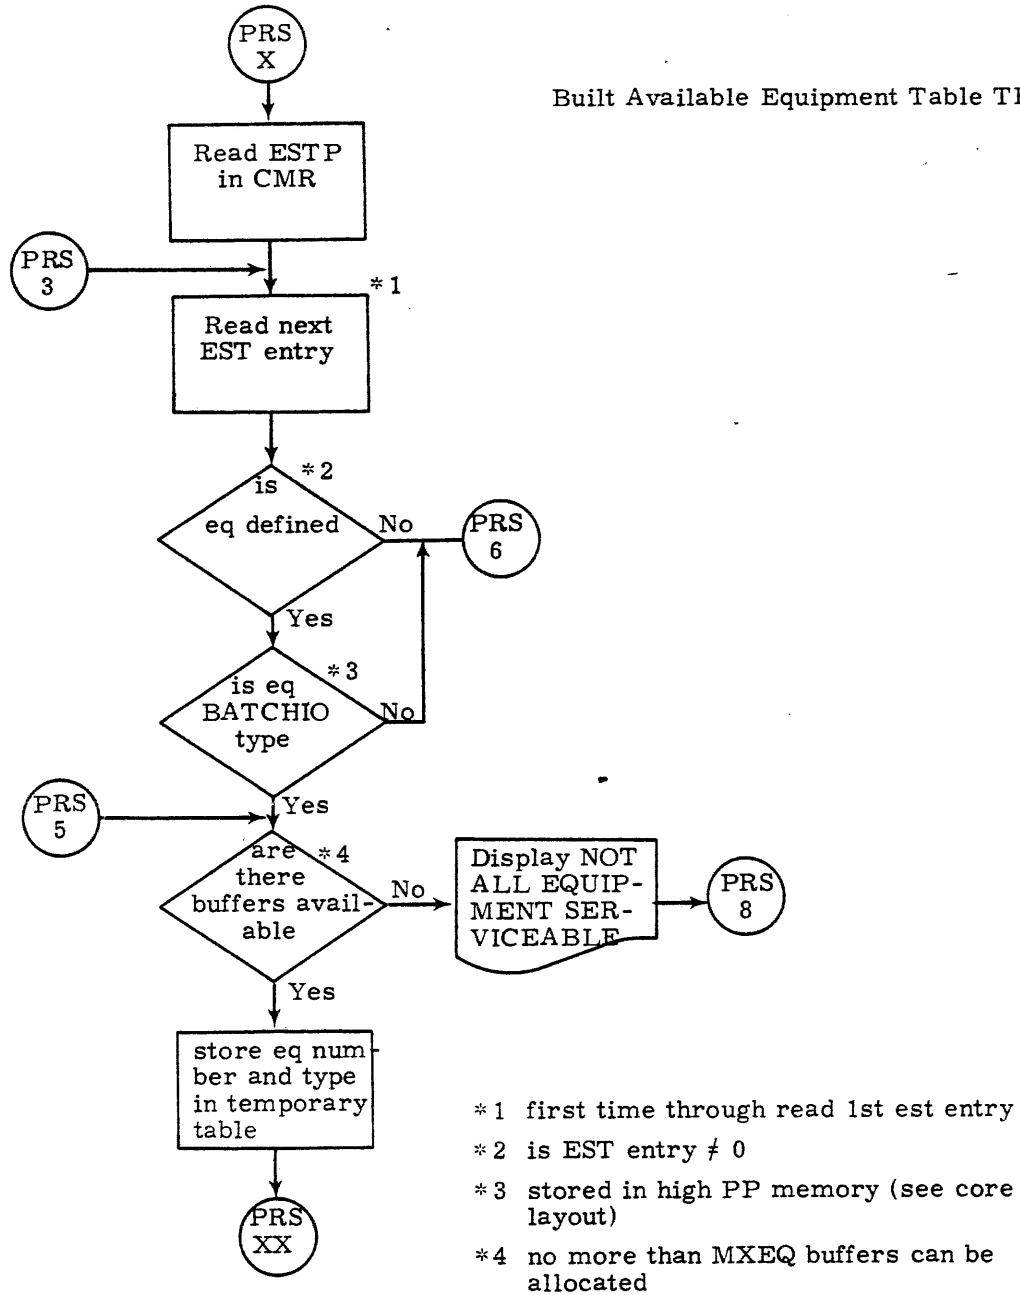 PRS
X
Built Available Equipment Table
Read ESTP
in CMR
PRS
3
*1
Read next
EST entry
*2
is
eq defined
No
PRS
6
Yes
*3
is eq
BATCHIO
type
No
PRS
5
Yes
are *4
there
buffers avail-
able
No
Display NOT
ALL EQUIP-
MENT SER-
VICEABLE
PRS
8
Yes
store eq num-
ber and type
in temporary
table
PRS
XX
*1 first time through read 1st est entry
*2 is EST entry ≠ 0
*3 stored in high PP memory (see core
layout)
*4 no more than MXEQ buffers can be
allocated